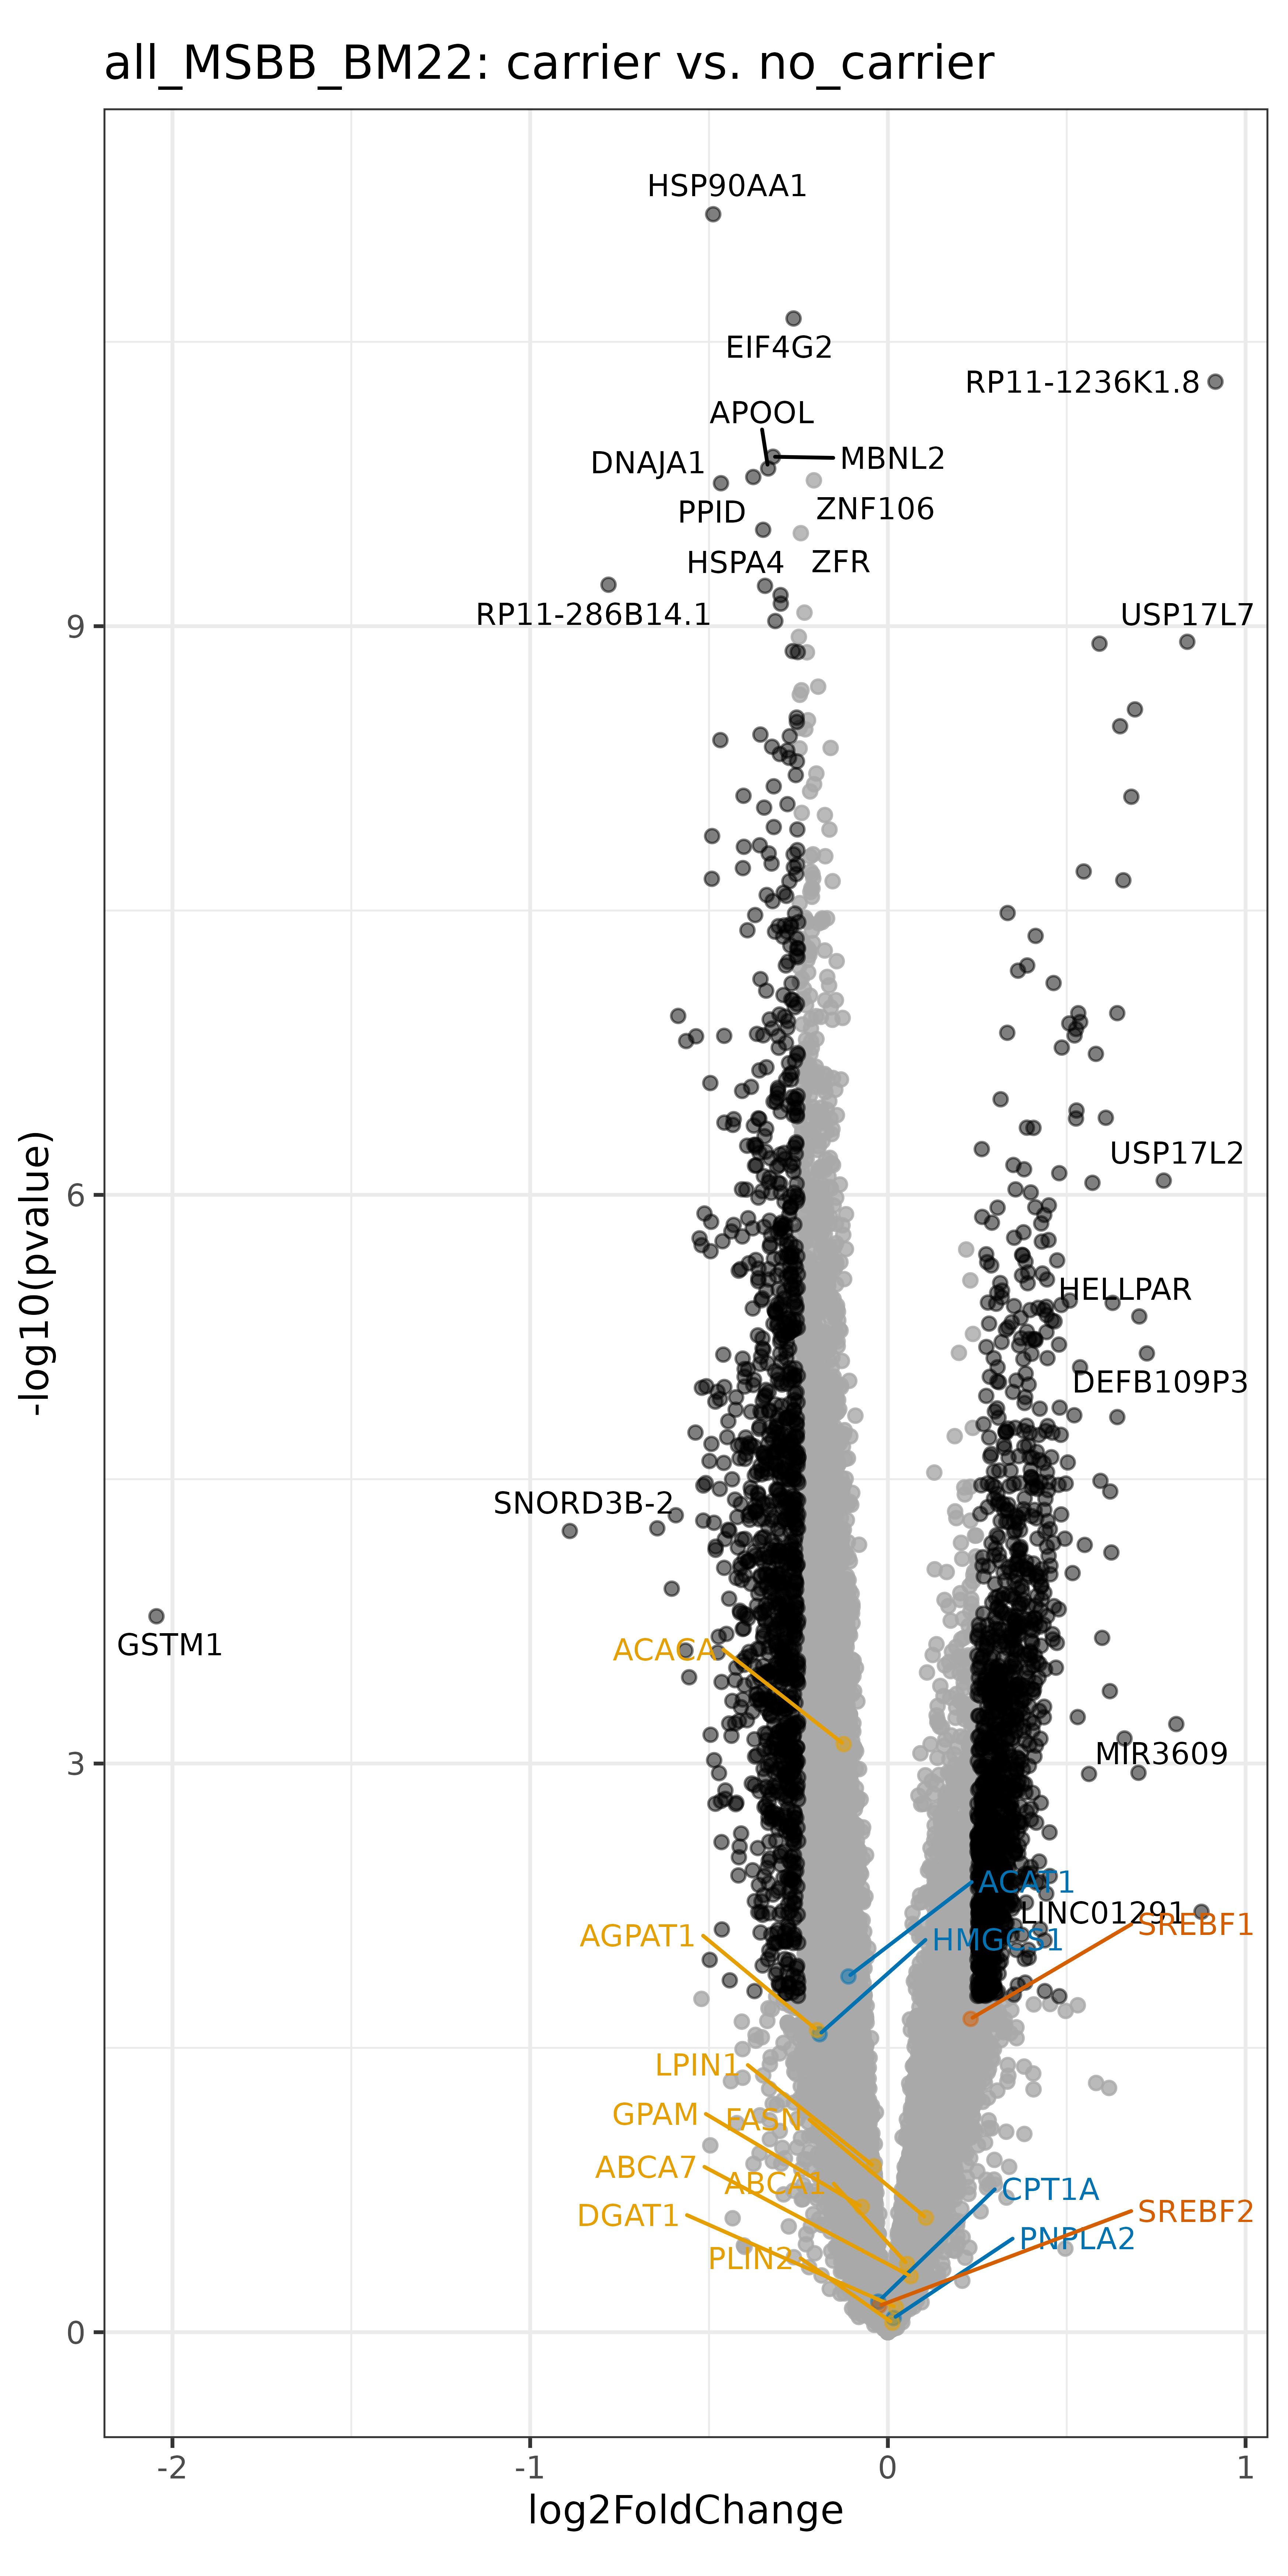 all_MSBB_BM22: carrier vs. no_carrier
HSP90AA1
EIF4G2
RP11-1236K1.8
APOOL
MBNL2
DNAJA1
PPID
ZNF106
HSPA4
ZFR
RP11-286B14.1
USP17L7
9
USP17L2
6
HELLPAR
DEFB109P3
-log10(pvalue)
SNORD3B-2
GSTM1
ACACA
MIR3609
3
ACAT1
LINC01291
SREBF1
AGPAT1
HMGCS1
LPIN1
GPAM
FASN
ABCA7
ABCA1
CPT1A
DGAT1
SREBF2
PNPLA2
PLIN2
0
-2
-1
0
1
log2FoldChange